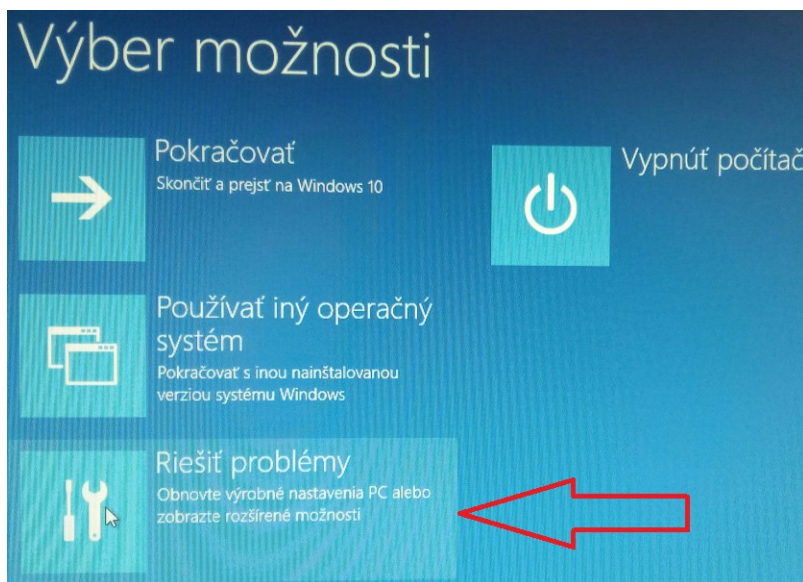 Výber možnosti
Pokračovať
Skončiť a prejsť na Windows 10
Vypnúť počítač
Používať iný operačný
systém
Pokračovať s inou nainštalovanou
verziou systému Windows
Riešiť problémy
Obnovte výrobné nastavenia PC alebo
zobrazte rozšírené možnosti